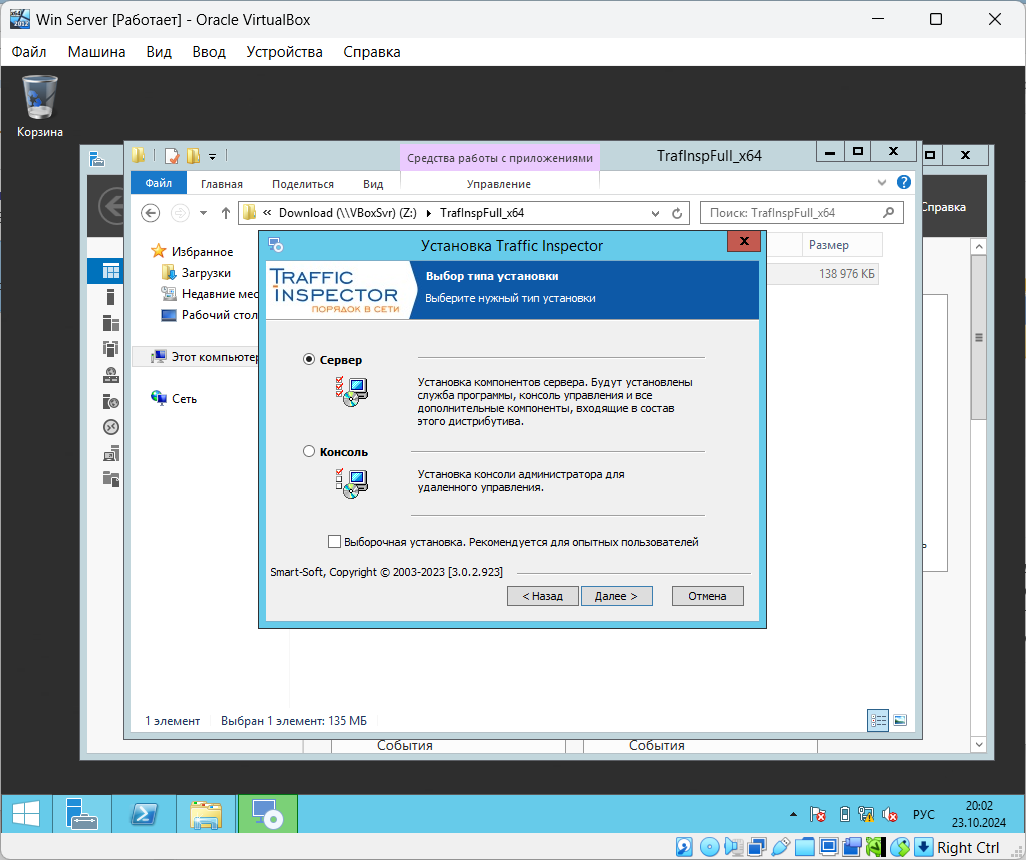 Win Server [Работает] - Oracle VirtualBox
Файл Машина Вид Ввод Устройства Справка
Корзина
Средства работы с приложениями
TrafInspFull_x64
Файл Главная Поделиться Вид Управление
Справка
« Download (\\VBoxSvr) (Z:) TrafInspFull_x64
Поиск: TrafInspFull_x64
Избранное
Загрузки
Недавние мес
Рабочий стол
Этот компьютер
Сеть
Размер
138 976 КБ
Установка Traffic Inspector
TRAFFIC
INSPECTOR
ПОРЯДОК В СЕТИ
Выбор типа установки
Выберите нужный тип установки
Сервер
Установка компонентов сервера. Будут установлены
служба программы, консоль управления и все
дополнительные компоненты, входящие в состав
этого дистрибутива.
Консоль
Установка консоли администратора для
удаленного управления.
Выборочная установка. Рекомендуется для опытных пользователей
Smart-Soft, Copyright © 2003-2023 [3.0.2.923]
< Назад Далее > Отмена
1 элемент Выбран 1 элемент: 135 МБ
События События
РУС
20:02
23.10.2024
Right Ctrl